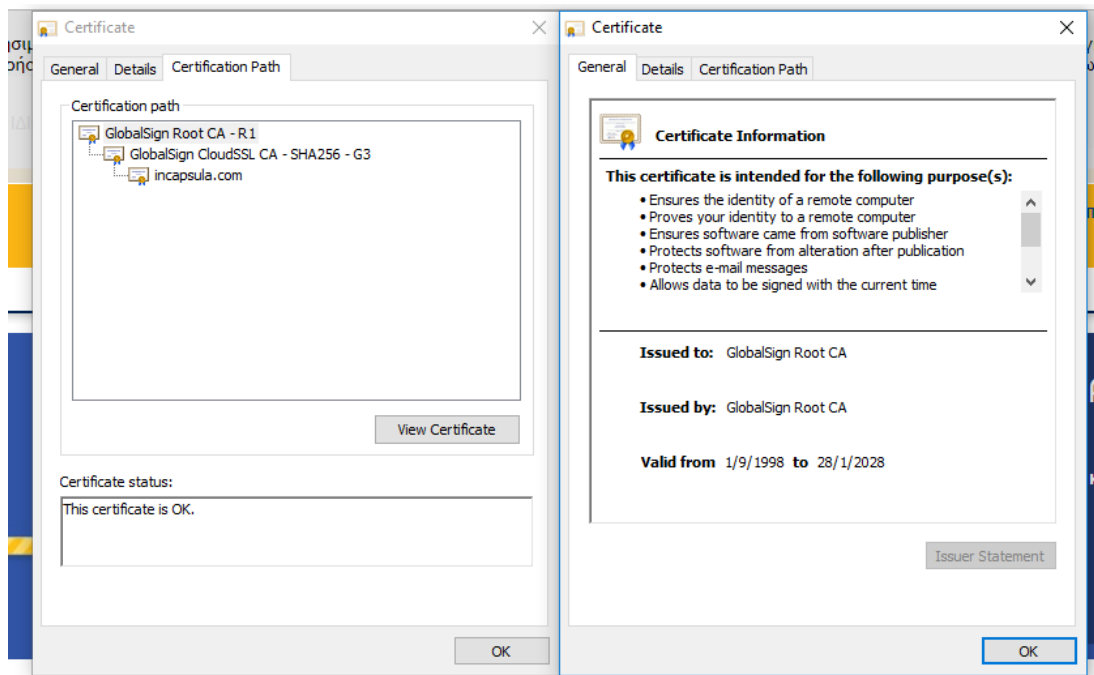 Certificate
General Details Certification Path
Certification path
GlobalSign Root CA - R1
GlobalSign CloudSSL CA - SHA256 - G3
incapsula.com
View Certificate
Certificate status:
This certificate is OK.
OK
Certificate
General Details Certification Path
Certificate Information
This certificate is intended for the following purpose(s):
• Ensures the identity of a remote computer
• Proves your identity to a remote computer
• Ensures software came from software publisher
• Protects software from alteration after publication
• Protects e-mail messages
• Allows data to be signed with the current time
Issued to: GlobalSign Root CA
Issued by: GlobalSign Root CA
Valid from 1/9/1998 to 28/1/2028
Issuer Statement
OK